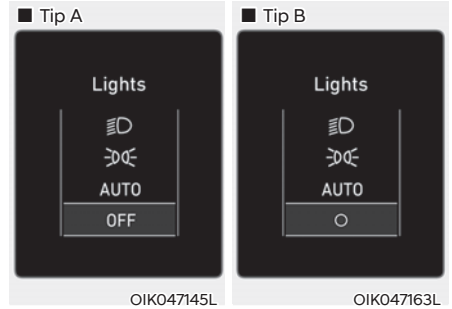 ■ Tip A
Lights
AUTO
OFF
OIK047145L
■ Tip B
Lights
AUTO
OIK047163L